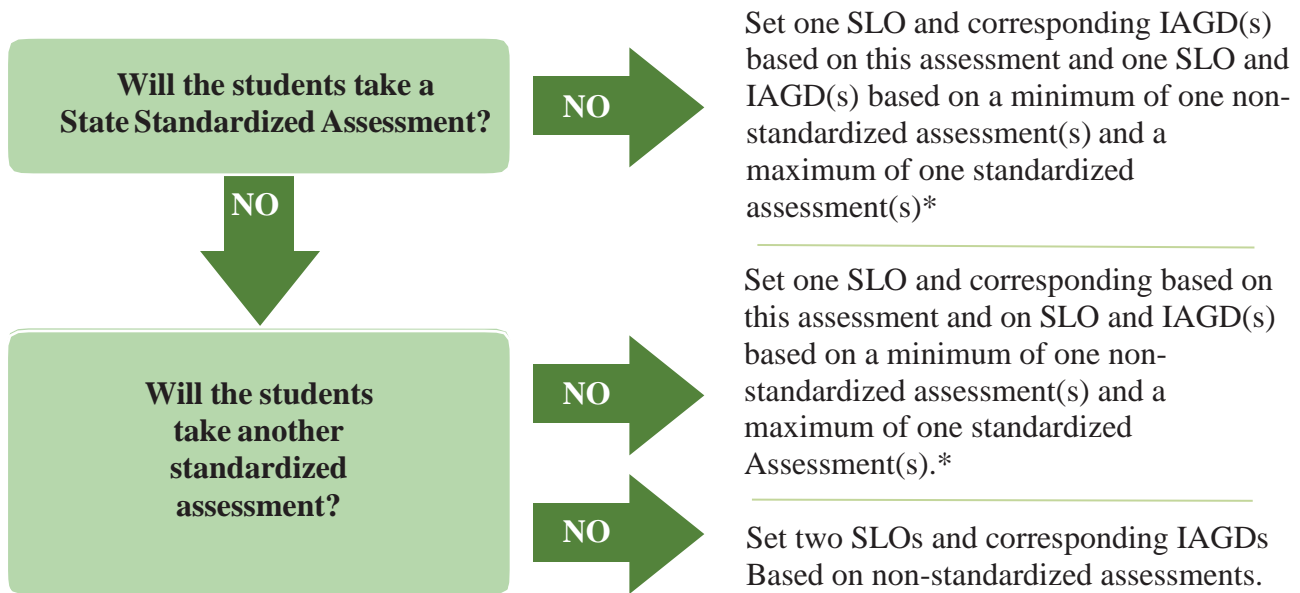 Will the students take a
State Standardized Assessment?
NO
Set one SLO and corresponding IAGD(s)
based on this assessment and one SLO and
IAGD(s) based on a minimum of one non-
standardized assessment(s) and a
maximum of one standardized
assessment(s)*
NO
Will the students
take another
standardized
assessment?
NO
Set one SLO and corresponding based on
this assessment and on SLO and IAGD(s)
based on a minimum of one non-
standardized assessment(s) and a
maximum of one standardized
Assessment(s).*
NO
Set two SLOs and corresponding IAGDs
Based on non-standardized assessments.